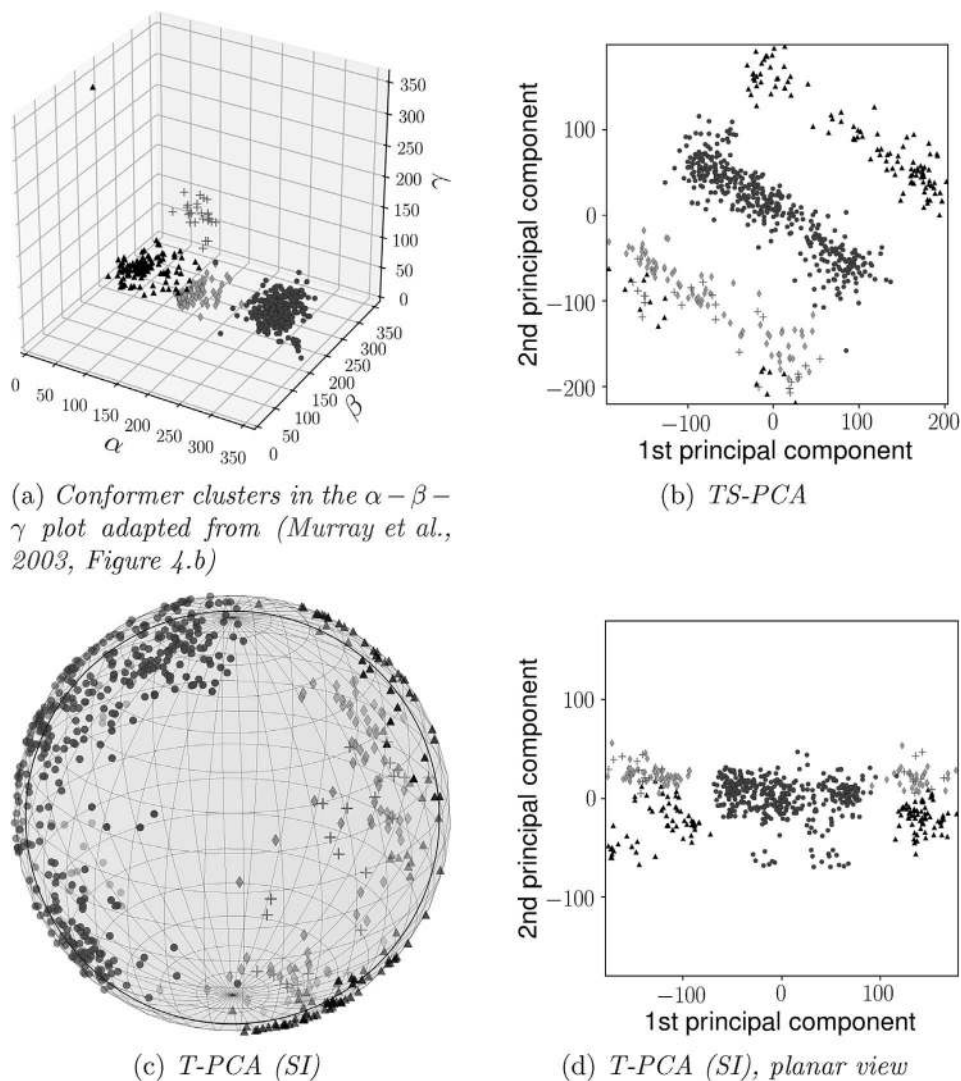 350
300
250
200
150
100
50
0
γ
0
50
100
150
200
250
300
350
α
0
50
100
150
200
250
300
350
β
(a) Conformer clusters in the α − β −
γ plot adapted from (Murray et al.,
2003, Figure 4.b)
2nd principal component
100
0
−100
−200
−100
0
100
200
1st principal component
(b) TS-PCA
(c) T-PCA (SI)
2nd principal component
100
0
−100
−100
0
100
1st principal component
(d) T-PCA (SI), planar view